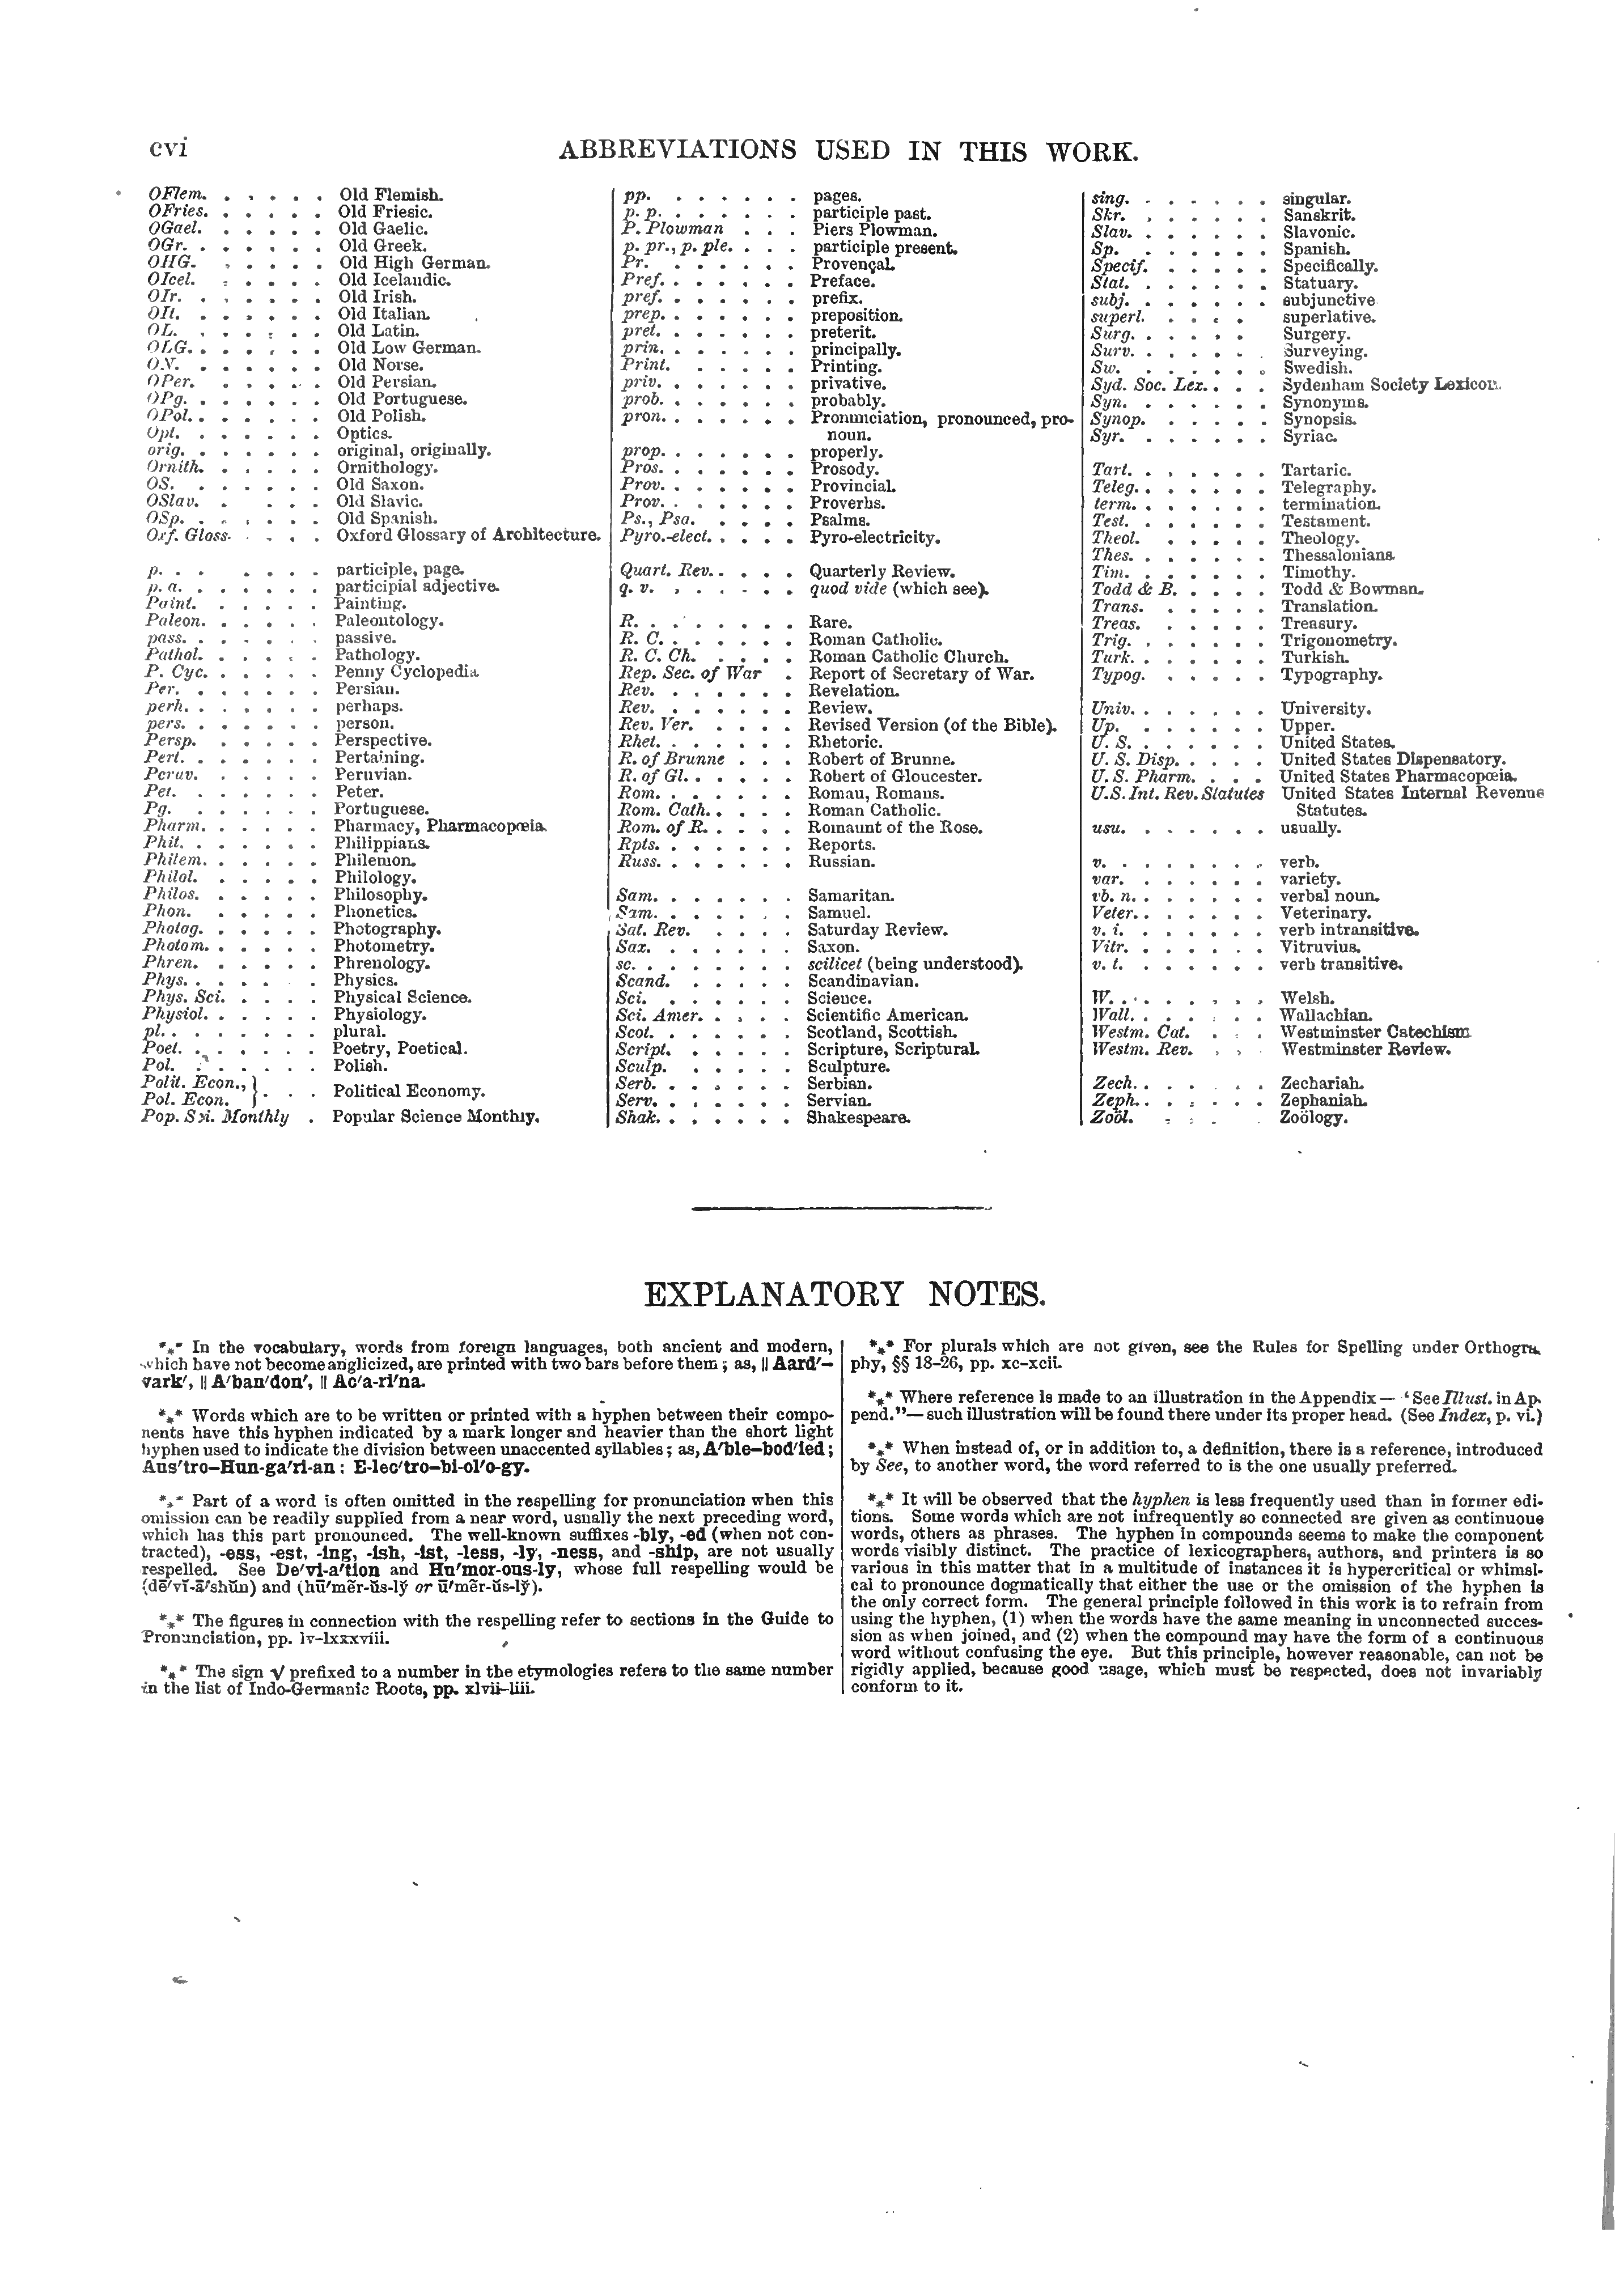 cvi
ABBREVIATIONS USED IN THIS WORK.
OFlem. . . . . . . Old Flemish.
OFries. . . . . . Old Friesic.
OGael. . . . . . Old Gaelic.
OGr. . . . . . . Old Greek.
OHG. . . . . . Old High German.
OIcel. . . . . . Old Icelandic.
OIr. . . . . . . Old Irish.
OIt. . . . . . . Old Italian.
OL. . . . . . . Old Latin.
OLG. . . . . . . Old Low German.
ON. . . . . . . Old Norse.
OPer. . . . . . Old Persian.
OPg. . . . . . . Old Portuguese.
OPol. . . . . . . Old Polish.
Opt. . . . . . . Optics.
orig. . . . . . . original, originally.
Ornith. . . . . . Ornithology.
OS. . . . . . . Old Saxon.
OSlav. . . . . Old Slavic.
OSp. . . . . . . Old Spanish.
Oxf. Gloss. . . . . Oxford Glossary of Architecture.
p. . . . . . . participle, page.
p. a. . . . . . . participial adjective.
Paint. . . . . . Painting.
Paleon. . . . . . Paleontology.
pass. . . . . . . passive.
Pathol. . . . . . Pathology.
P. Cyc. . . . . . Penny Cyclopedia
Per. . . . . . . Persian.
perh. . . . . . . perhaps.
pers. . . . . . . person.
Persp. . . . . . Perspective.
Pert. . . . . . . Pertaining.
Peruv. . . . . . Peruvian.
Pet. . . . . . . Peter.
Pg. . . . . . . Portuguese.
Pharm. . . . . . Pharmacy, Pharmacopœia.
Phil. . . . . . . Philippians.
Philem. . . . . . Philemon.
Philol. . . . . . Philology.
Philos. . . . . . Philosophy.
Phon. . . . . . Phonetics.
Photog. . . . . . Photography.
Photom. . . . . . Photometry.
Phren. . . . . . Phrenology.
Phys. . . . . . . Physics.
Phys. Sci. . . . . Physical Science.
Physiol. . . . . . Physiology.
pl. . . . . . . . plural.
Poet. . . . . . . Poetry, Poetical.
Pol. . . . . . . Polish.
Polit. Econ., }
Pol. Econ. } . . . Political Economy.
Pop. Sci. Monthly . Popular Science Monthly.
pp. . . . . . . pages.
p. p. . . . . . . participle past.
P. Plowman . . . Piers Plowman.
p. pr., p. ple. . . . participle present.
Pr. . . . . . . Provençal.
Pref. . . . . . . Preface.
pref. . . . . . . prefix.
prep. . . . . . . preposition.
pret. . . . . . . preterit.
prin. . . . . . . principally.
Print. . . . . . Printing.
priv. . . . . . . privative.
prob. . . . . . . probably.
pron. . . . . . . Pronunciation, pronounced, pro-
noun.
prop. . . . . . . properly.
Pros. . . . . . . Prosody.
Prov. . . . . . . Provincial.
Prov. . . . . . . Proverbs.
Ps., Psa. . . . . Psalms.
Pyro.-elect. . . . . Pyro-electricity.
Quart. Rev. . . . . Quarterly Review.
q. v. . . . . . . quod vide (which see).
R. . . . . . . . Rare.
R. C. . . . . . . Roman Catholic.
R. C. Ch. . . . . Roman Catholic Church.
Rep. Sec. of War . Report of Secretary of War.
Rev. . . . . . . Revelation.
Rev. . . . . . . Review.
Rev. Ver. . . . . Revised Version (of the Bible).
Rhet. . . . . . . Rhetoric.
R. of Brunne . . . Robert of Brunne.
R. of Gl. . . . . . Robert of Gloucester.
Rom. . . . . . . Roman, Romans.
Rom. Cath. . . . . Roman Catholic.
Rom. of R. . . . . Romaunt of the Rose.
Rpts. . . . . . . Reports.
Russ. . . . . . . Russian.
Sam. . . . . . . Samaritan.
Sam. . . . . . . Samuel.
Sat. Rev. . . . . Saturday Review.
Sax. . . . . . . Saxon.
sc. . . . . . . . scilicet (being understood).
Scand. . . . . . Scandinavian.
Sci. . . . . . . Science.
Sci. Amer. . . . . Scientific American.
Scot. . . . . . . Scotland, Scottish.
Script. . . . . . Scripture, Scriptural.
Sculp. . . . . . Sculpture.
Serb. . . . . . . Serbian.
Serv. . . . . . . Servian.
Shak. . . . . . . Shakespeare.
sing. . . . . . . singular.
Skr. . . . . . . Sanskrit.
Slav. . . . . . . Slavonic.
Sp. . . . . . . Spanish.
Specif. . . . . . Specifically.
Stat. . . . . . . Statuary.
subj. . . . . . . subjunctive
superl. . . . . superlative.
Surg. . . . . . Surgery.
Surv. . . . . . . Surveying.
Sw. . . . . . . Swedish.
Syd. Soc. Lex. . . . Sydenham Society Lexicon.
Syn. . . . . . . Synonyms.
Synop. . . . . . Synopsis.
Syr. . . . . . . Syriac.
Tart. . . . . . . Tartaric.
Teleg. . . . . . . Telegraphy.
term. . . . . . termination.
Test. . . . . . . Testament.
Theol. . . . . . Theology.
Thes. . . . . . . Thessalonians.
Tim. . . . . . . Timothy.
Todd & B. . . . . Todd & Bowman.
Trans. . . . . . Translation.
Treas. . . . . . Treasury.
Trig. . . . . . . Trigonometry.
Turk. . . . . . . Turkish.
Typog. . . . . . Typography.
Univ. . . . . . . University.
Up. . . . . . . Upper.
U. S. . . . . . . United States.
U. S. Disp. . . . . United States Dispensatory.
U. S. Pharm. . . . United States Pharmacopœia.
U.S. Int. Rev. Statutes United States Internal Revenue
Statutes.
usu. . . . . . . usually.
v. . . . . . . . verb.
var. . . . . . . variety.
vb. n. . . . . . . verbal noun.
Veter. . . . . . . Veterinary.
v. i. . . . . . . verb intransitive.
Vitr. . . . . . . Vitruvius.
v. t. . . . . . . verb transitive.
W. . . . . . . . Welsh.
Wall. . . . . . . Wallachian.
Westm. Cat. . . . Westminster Catechism
Westm. Rev. . . . Westminster Review.
Zech. . . . . . . Zechariah.
Zeph. . . . . . . Zephaniah.
Zoöl. . . . . Zoölogy.
EXPLANATORY NOTES.
*** In the vocabulary, words from foreign languages, both ancient and modern,
which have not become anglicized, are printed with two bars before them; as, || Aard′–
vark′, || A′ban′don′, || Ac′a-ri′na.
*** Words which are to be written or printed with a hyphen between their compo-
nents have this hyphen indicated by a mark longer and heavier than the short light
hyphen used to indicate the division between unaccented syllables; as, A′ble–bod′ied;
Aus′tro–Hun-ga′ri-an; E-lec′tro–bi-ol′o-gy.
*** Part of a word is often omitted in the respelling for pronunciation when this
omission can be readily supplied from a near word, usually the next preceding word,
which has this part pronounced. The well-known suffixes -bly, -ed (when not con-
tracted), -ess, -est, -ing, -ish, -ist, -less, -ly, -ness, and -ship, are not usually
respelled. See De′vi-a′tion and Hu′mor-ous-ly, whose full respelling would be
(dē′vĭ-ā′shŭn) and (hū′mẽr-ŭs-lў or ū′mẽr-ŭs-lў).
*** The figures in connection with the respelling refer to sections in the Guide to
Pronunciation, pp. lv-lxxxviii.
*** The sign √ prefixed to a number in the etymologies refers to the same number
in the list of Indo-Germanic Roots, pp. xlvii-liii.
*** For plurals which are not given, see the Rules for Spelling under Orthogra-
phy, §§ 18-26, pp. xc-xcii.
*** Where reference is made to an illustration in the Appendix — "See Illust. in Ap-
pend."— such illustration will be found there under its proper head. (See Index, p. vi.)
*** When instead of, or in addition to, a definition, there is a reference, introduced
by See, to another word, the word referred to is the one usually preferred.
*** It will be observed that the hyphen is less frequently used than in former edi-
tions. Some words which are not infrequently so connected are given as continuous
words, others as phrases. The hyphen in compounds seems to make the component
words visibly distinct. The practice of lexicographers, authors, and printers is so
various in this matter that in a multitude of instances it is hypercritical or whimsi-
cal to pronounce dogmatically that either the use or the omission of the hyphen is
the only correct form. The general principle followed in this work is to refrain from
using the hyphen, (1) when the words have the same meaning in unconnected succes-
sion as when joined, and (2) when the compound may have the form of a continuous
word without confusing the eye. But this principle, however reasonable, can not be
rigidly applied, because good usage, which must be respected, does not invariably
conform to it.